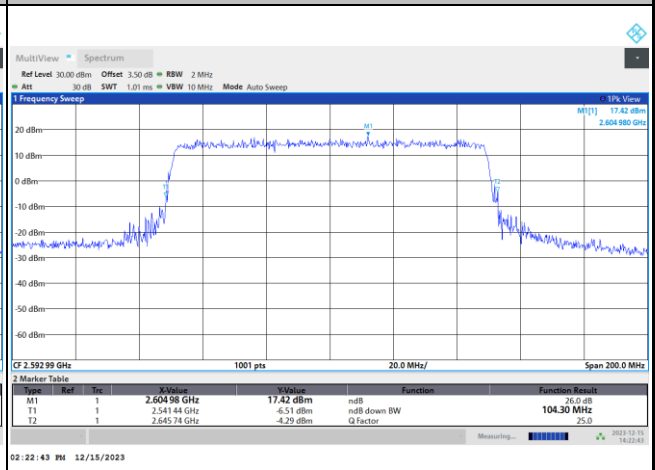 MultiView Spectrum
Ref Level 30.00 dBm Offset 3.50 dB RBW 2 MHz
Att 30 dB SWT 1.01 ms VBW 10 MHz Mode Auto Sweep
1 Frequency Sweep 1Pk View
M1[1] 17.42 dBm
2.604 980 GHz
20 dBm
M1
10 dBm
0 dBm
T1
T2
-10 dBm
-20 dBm
-30 dBm
-40 dBm
-50 dBm
-60 dBm
CF 2.592 99 GHz 1001 pts 20.0 MHz/ Span 200.0 MHz
2 Marker Table
Type Ref Trc X-Value Y-Value Function Function Result
M1 1 2.604 98 GHz 17.42 dBm ndB 26.0 dB
T1 1 2.541 44 GHz -6.51 dBm ndB down BW 104.30 MHz
T2 1 2.645 74 GHz -4.29 dBm Q Factor 25.0
Measuring... 2023-12-15
14:22:43
02:22:43 PM 12/15/2023